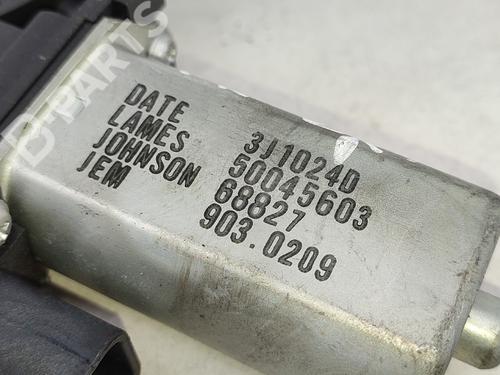 DATE 3J1024D
LAMES 50045603
JOHNSON 68827
JEM 903.0209
PARTS